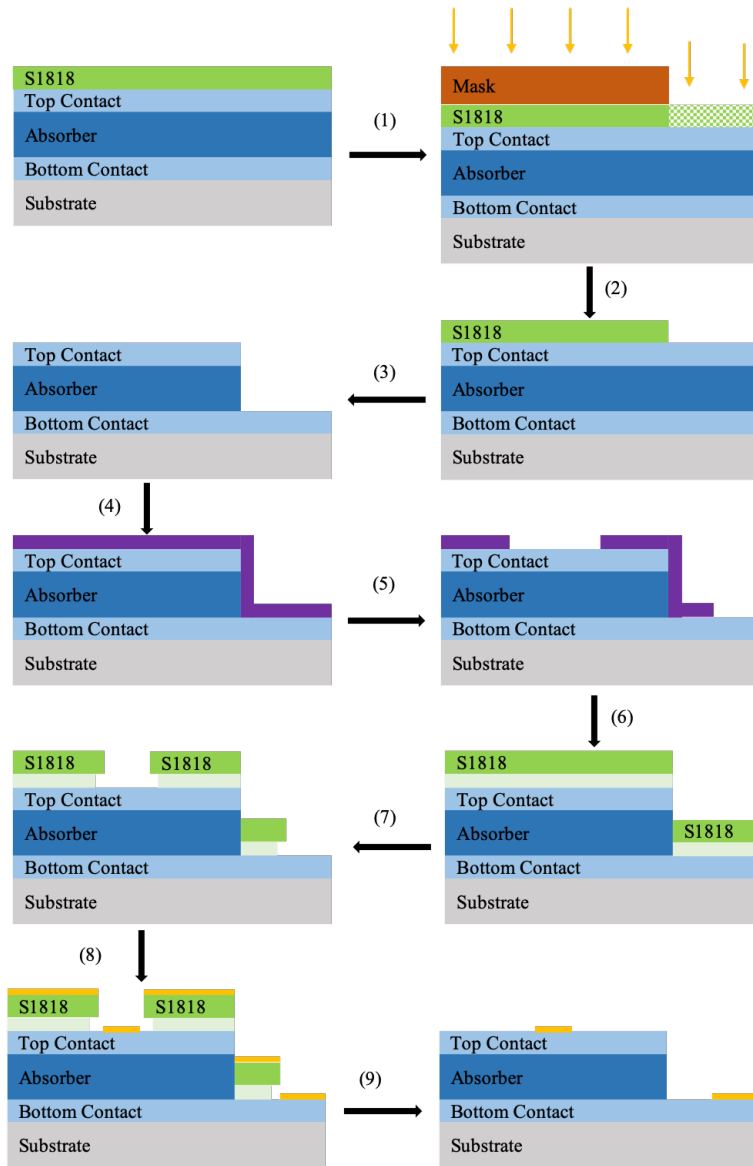 S1818
Top Contact
Absorber
Bottom Contact
Substrate
(1)
Mask
S1818
Top Contact
Absorber
Bottom Contact
Substrate
(2)
S1818
Top Contact
Absorber
Bottom Contact
Substrate
(3)
Top Contact
Absorber
Bottom Contact
Substrate
(4)
Top Contact
Absorber
Bottom Contact
Substrate
(5)
Top Contact
Absorber
Bottom Contact
Substrate
(6)
S1818
Top Contact
Absorber
S1818
Bottom Contact
Substrate
(7)
S1818 S1818
Top Contact
Absorber
Bottom Contact
Substrate
(8)
S1818 S1818
Top Contact
Absorber
Bottom Contact
Substrate
(9)
Top Contact
Absorber
Bottom Contact
Substrate